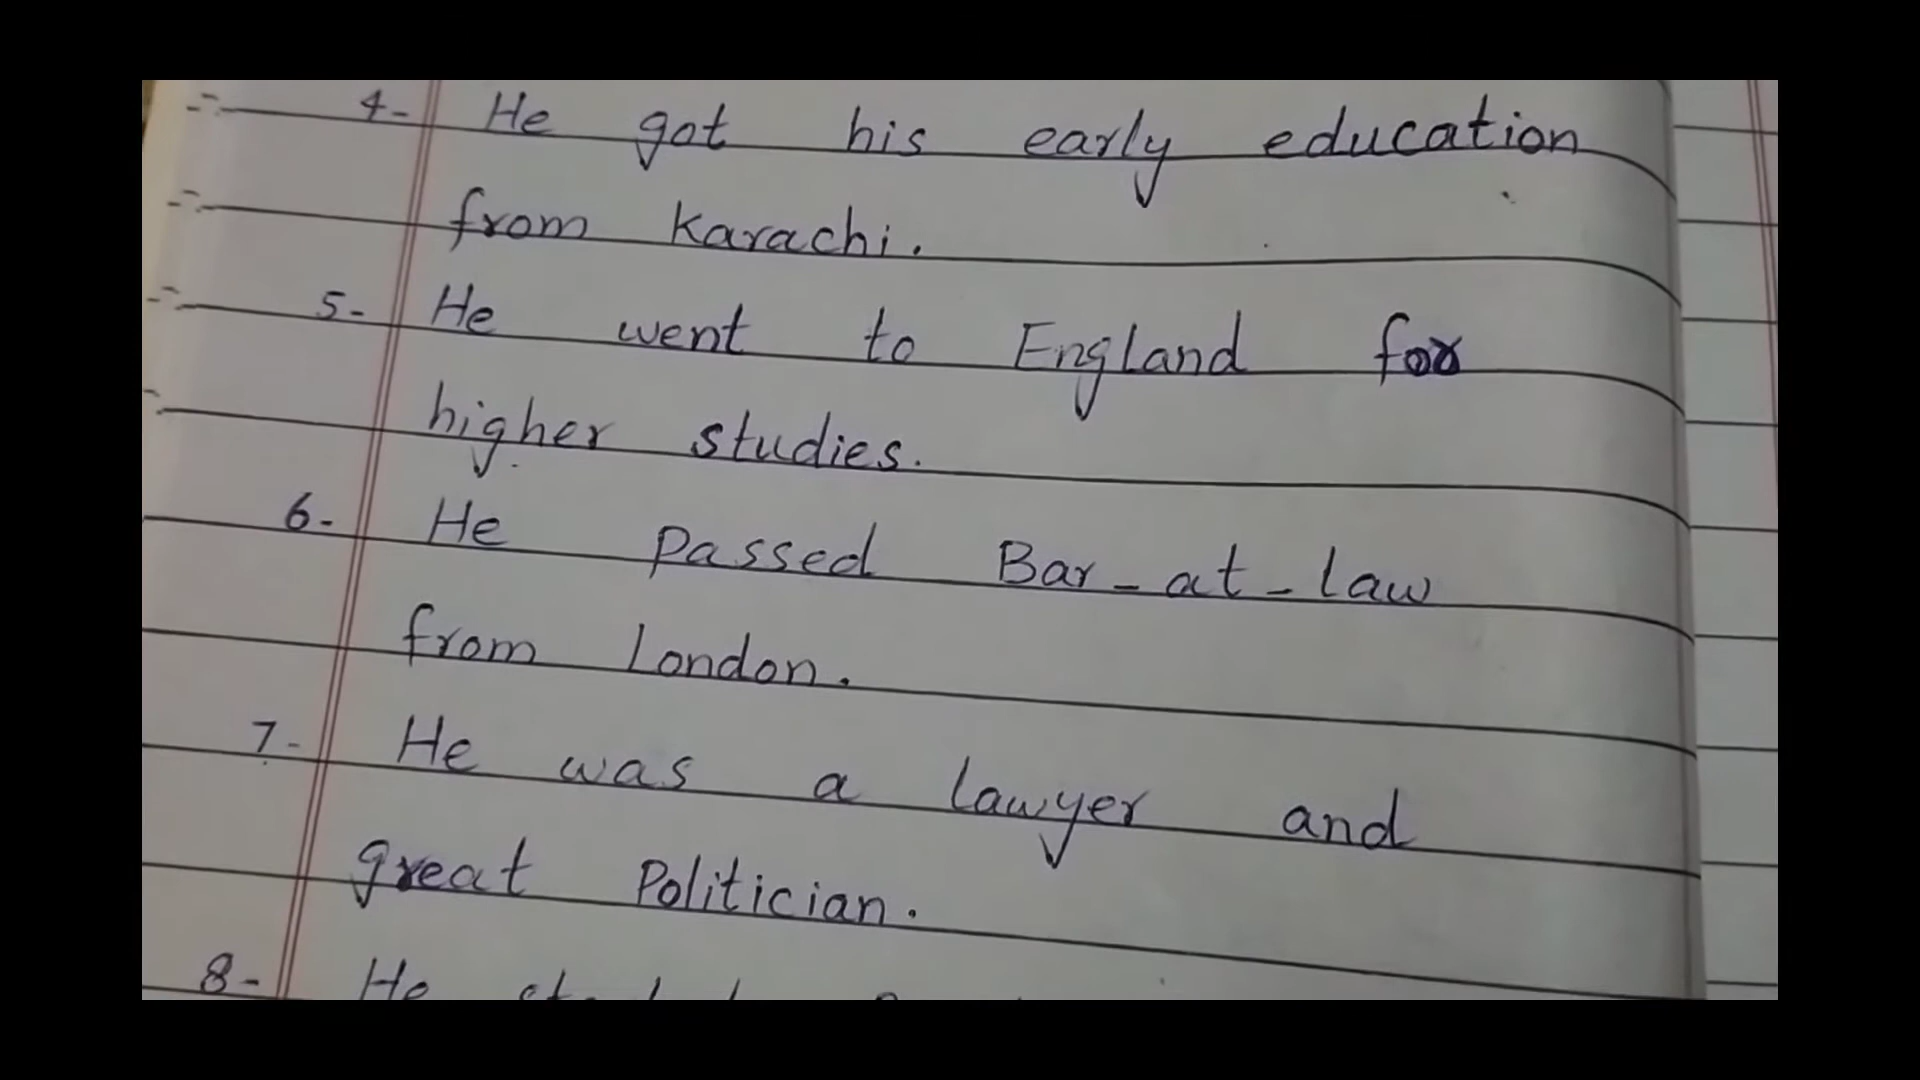 4- He got his early education
from Karachi.
5- He went to England for
higher studies.
6- He passed Bar-at-law
from London.
7- He was a lawyer and
great Politician.
8- He